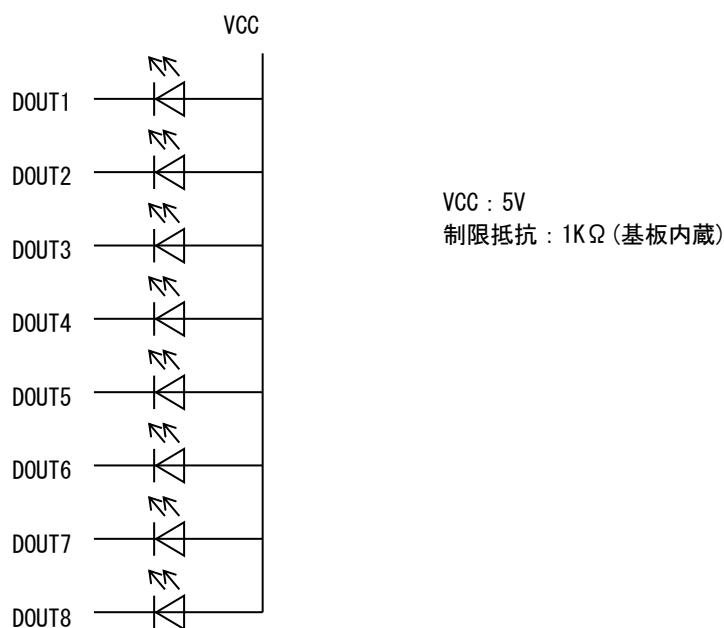 VCC
DOUT1
DOUT2
DOUT3
DOUT4
DOUT5
DOUT6
DOUT7
DOUT8
VCC：5V
制限抵抗：1KΩ(基板内蔵)